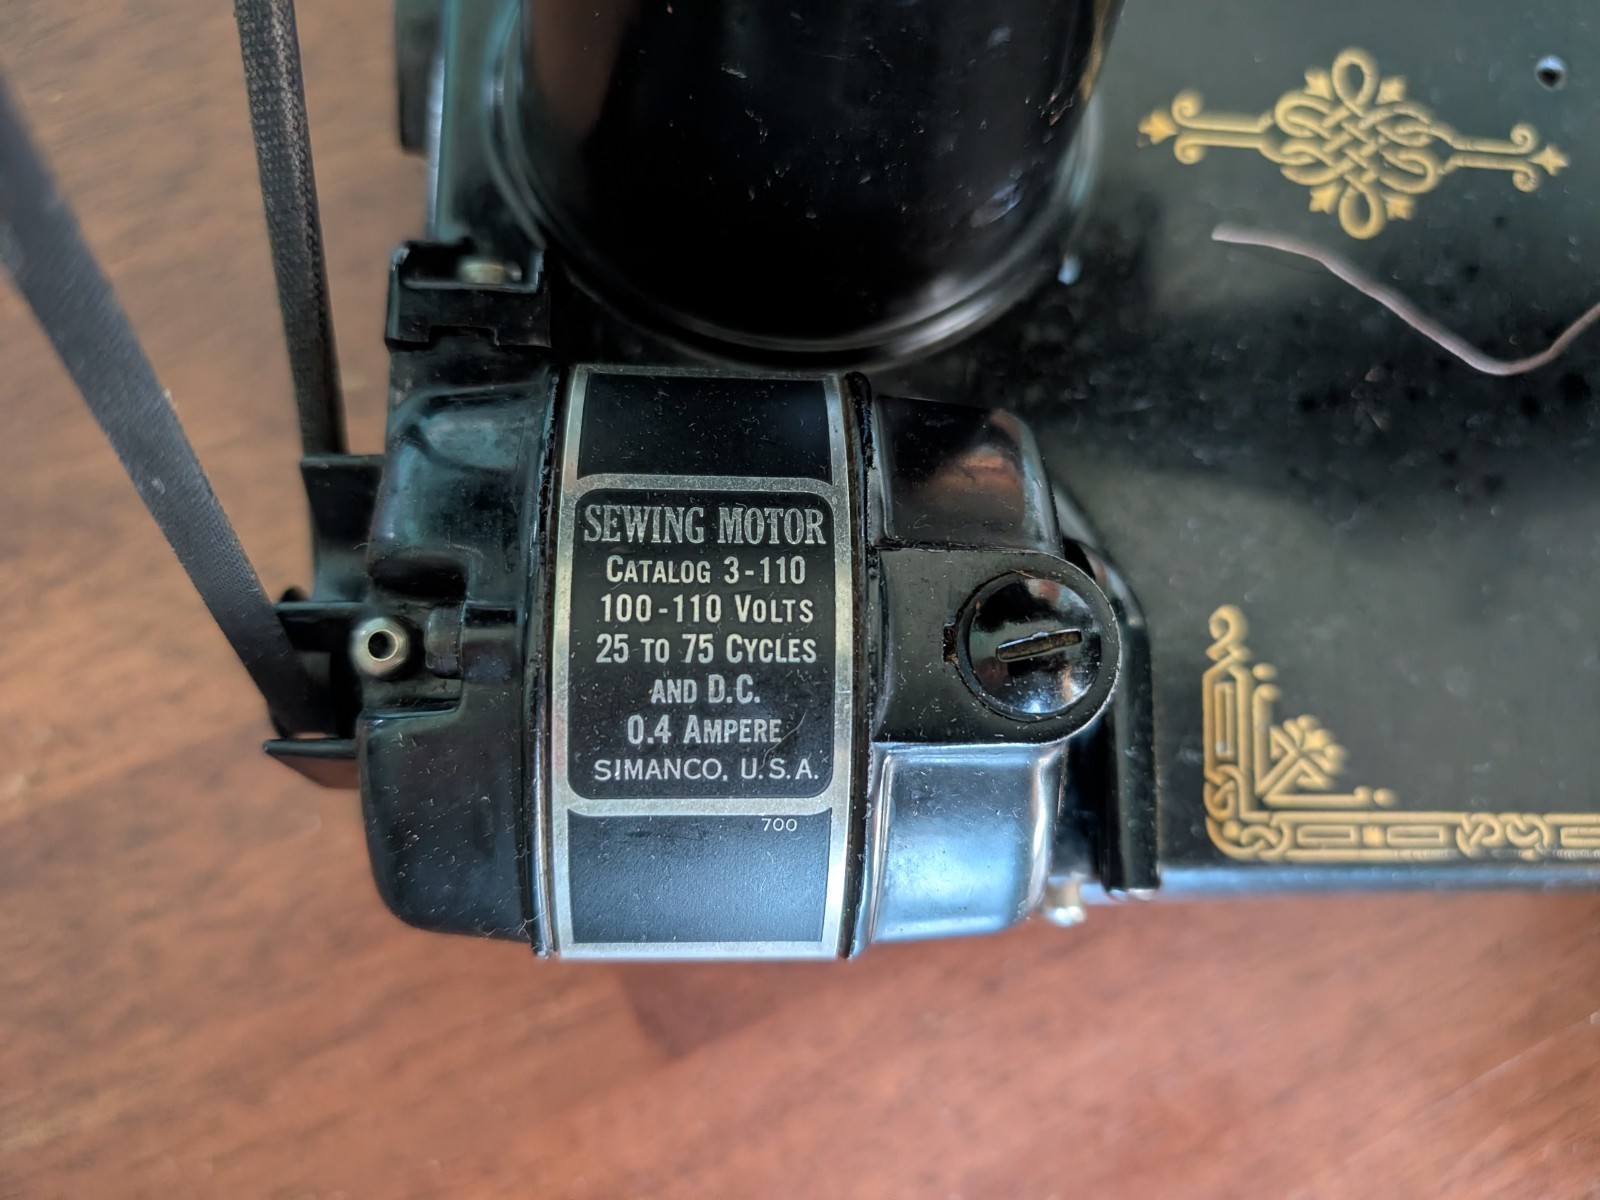 SEWING MOTOR
CATALOG 3-110
100-110 VOLTS
25 TO 75 CYCLES
AND D.C.
0.4 AMPERE
SIMANCO. U.S.A.
700